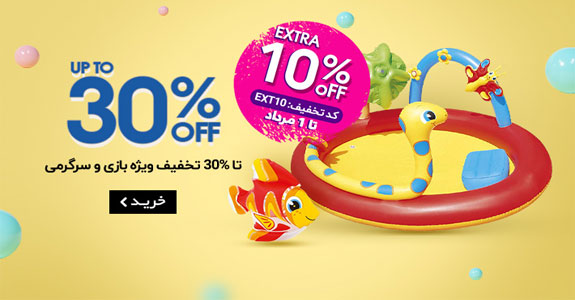 UP TO
30% OFF
تا 30% تخفیف ویژه بازی و سرگرمی
خرید
EXTRA
10% OFF
کد تخفیف: EXT10
تا 1 مرداد